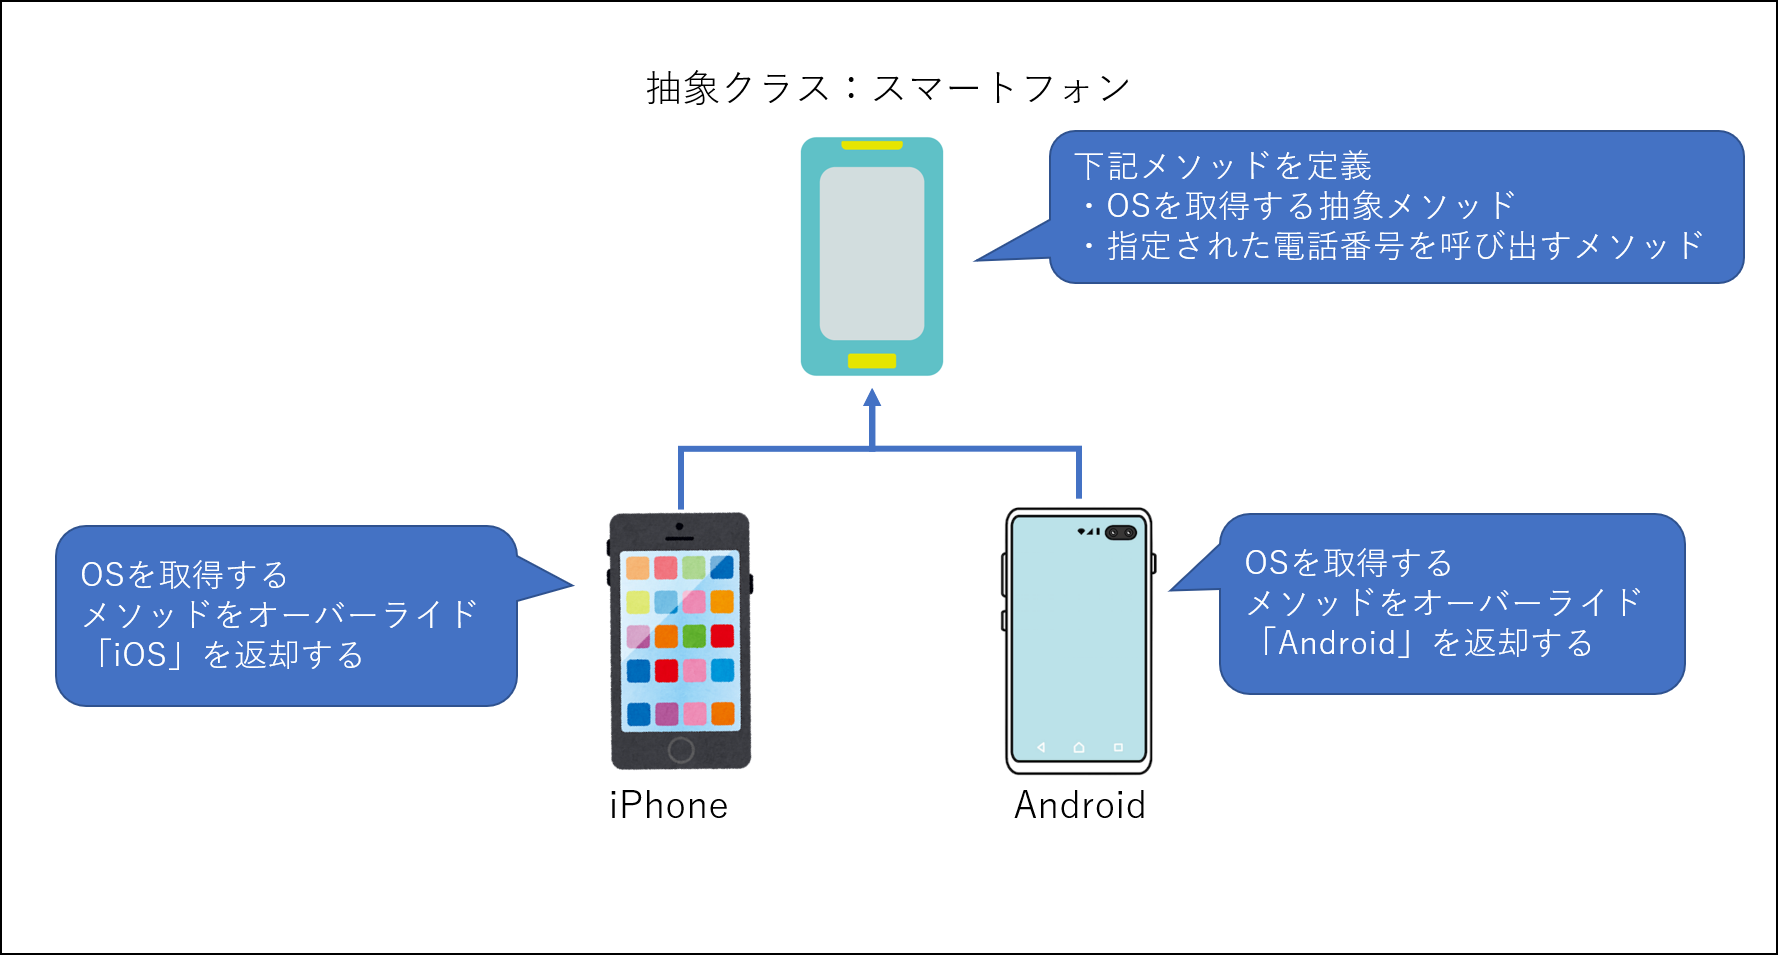 抽象クラス：スマートフォン
下記メソッドを定義
・OSを取得する抽象メソッド
・指定された電話番号を呼び出すメソッド
OSを取得する
メソッドをオーバーライド
「iOS」を返却する
OSを取得する
メソッドをオーバーライド
「Android」を返却する
iPhone
Android